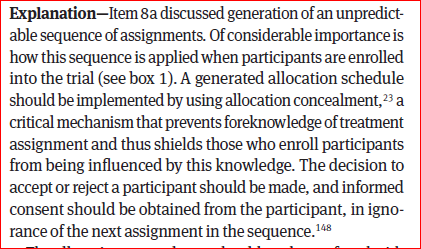 Explanation—Item 8a discussed generation of an unpredict-
able sequence of assignments. Of considerable importance is
how this sequence is applied when participants are enrolled
into the trial (see box 1). A generated allocation schedule
should be implemented by using allocation concealment,²³ a
critical mechanism that prevents foreknowledge of treatment
assignment and thus shields those who enroll participants
from being influenced by this knowledge. The decision to
accept or reject a participant should be made, and informed
consent should be obtained from the participant, in igno-
rance of the next assignment in the sequence.¹⁴⁸